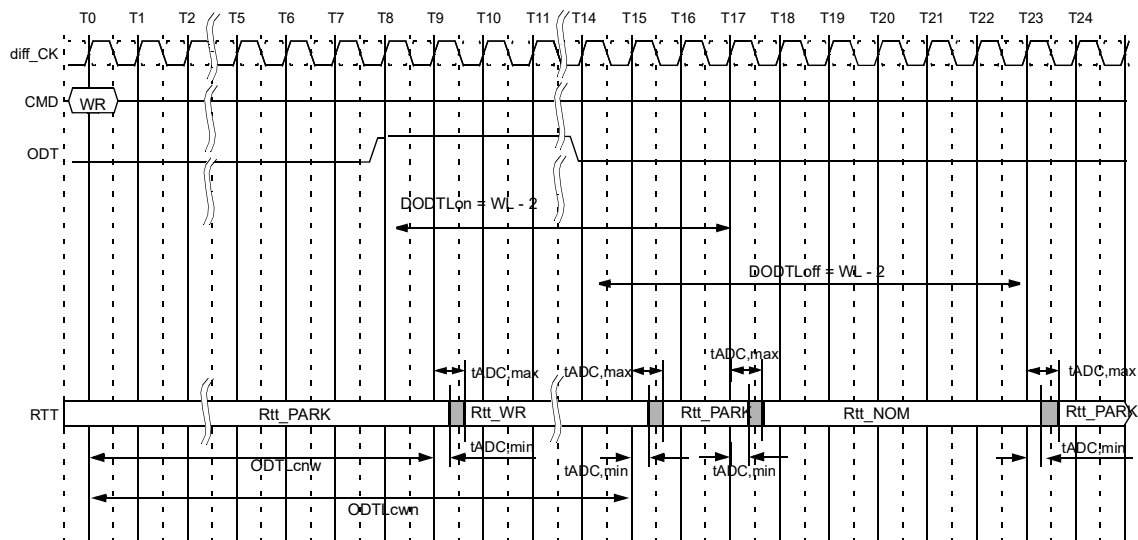 T0 T1 T2 T5 T6 T7 T8 T9 T10 T11 T14 T15 T16 T17 T18 T19 T20 T21 T22 T23 T24
diff_CK
CMD WR
ODT
DODTLon = WL - 2
DODTLoff = WL - 2
tADC,max
tADC,max tADC,max tADC,max
RTT Rtt_PARK Rtt_WR Rtt_PARK Rtt_NOM Rtt_PARK
tADC,min tADC,min
ODTLcnw tADC,min tADC,min
ODTLcwn